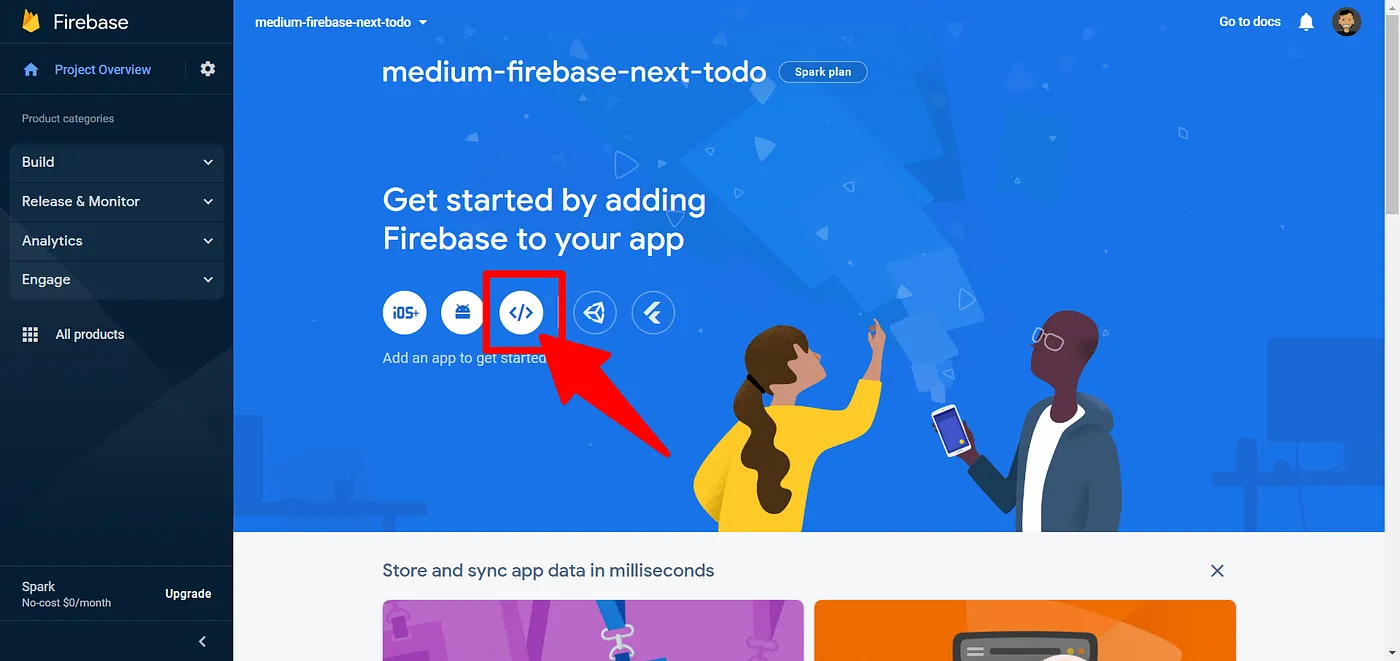 Firebase
medium-firebase-next-todo
Go to docs
Project Overview
medium-firebase-next-todo
Spark plan
Product categories
Build
Release & Monitor
Analytics
Engage
All products
Get started by adding
Firebase to your app
iOS+
</>
Add an app to get started
Spark
No-cost $0/month
Upgrade
Store and sync app data in milliseconds